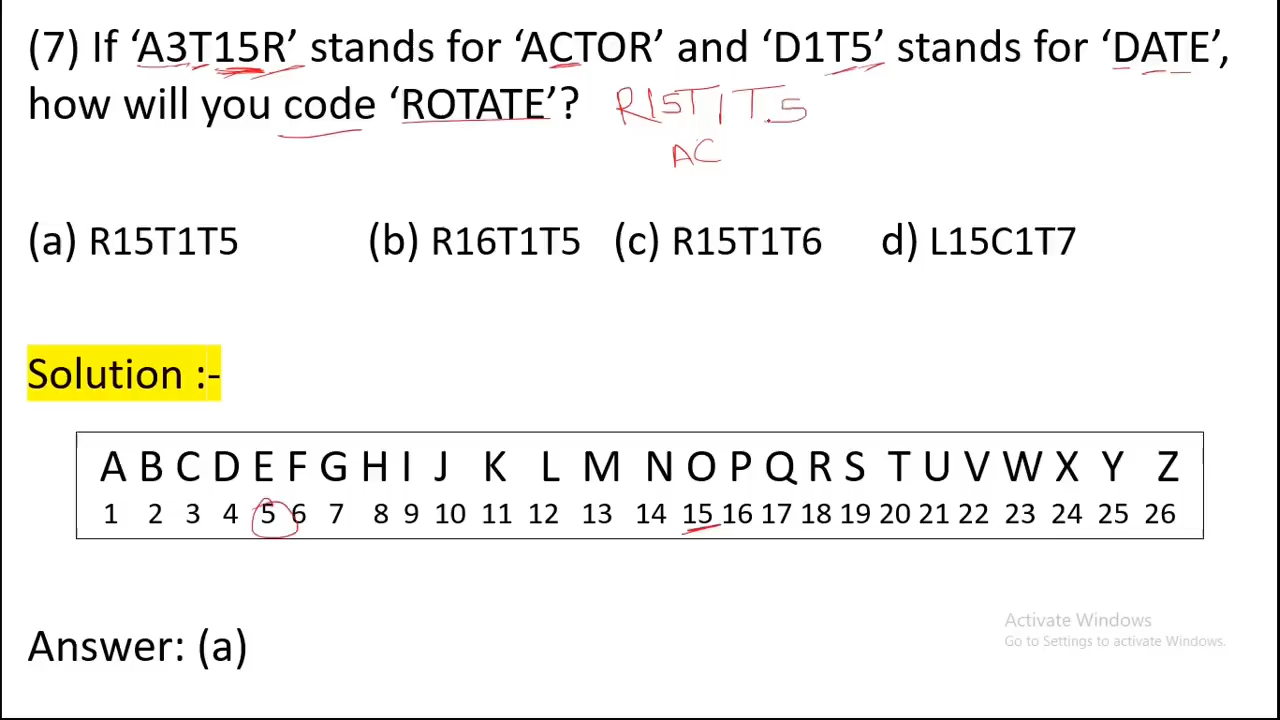 (7) If ‘A3T15R’ stands for ‘ACTOR’ and ‘D1T5’ stands for ‘DATE’,
how will you code ‘ROTATE’? R15T1T.5
AC
(a) R15T1T5 (b) R16T1T5 (c) R15T1T6 d) L15C1T7
Solution :-
A B C D E F G H I J K L M N O P Q R S T U V W X Y Z
1 2 3 4 5 6 7 8 9 10 11 12 13 14 15 16 17 18 19 20 21 22 23 24 25 26
Activate Windows
Go to Settings to activate Windows.
Answer: (a)